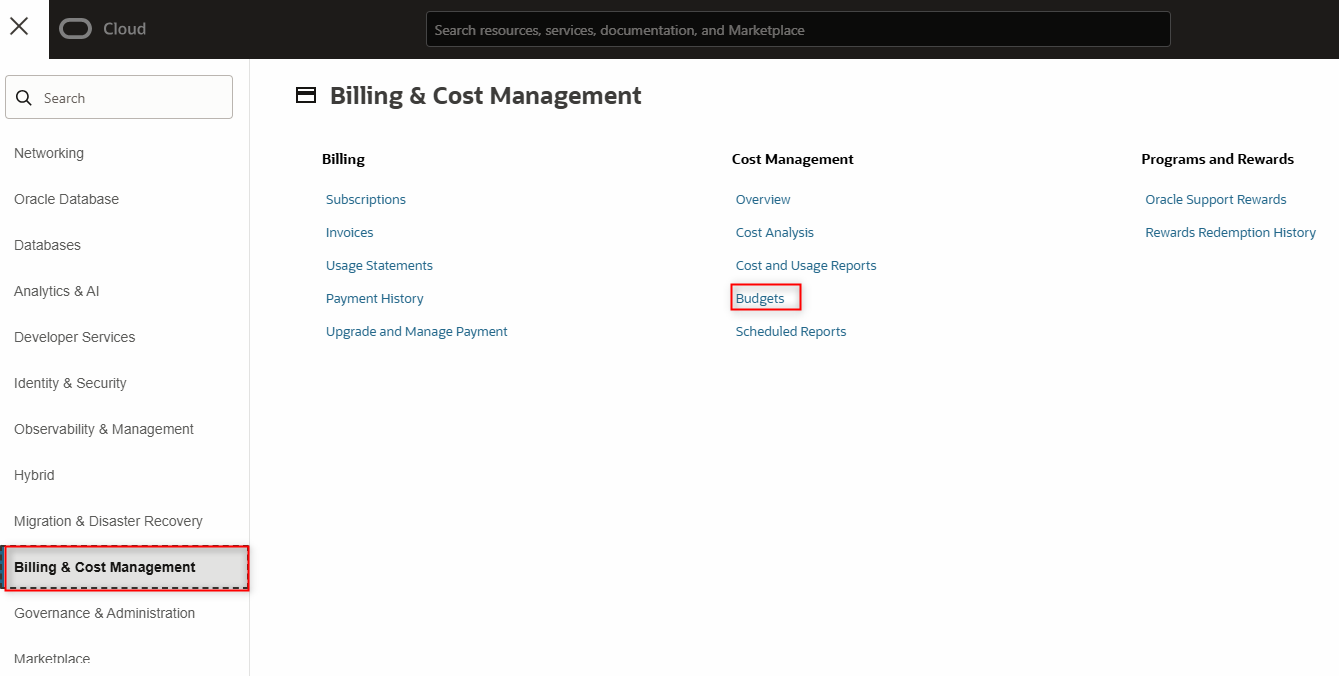 Cloud
Search resources, services, documentation, and Marketplace
Search
Networking
Oracle Database
Databases
Analytics & AI
Developer Services
Identity & Security
Observability & Management
Hybrid
Migration & Disaster Recovery
Billing & Cost Management
Governance & Administration
Marketplace
Billing & Cost Management
Billing
Subscriptions
Invoices
Usage Statements
Payment History
Upgrade and Manage Payment
Cost Management
Overview
Cost Analysis
Cost and Usage Reports
Budgets
Scheduled Reports
Programs and Rewards
Oracle Support Rewards
Rewards Redemption History